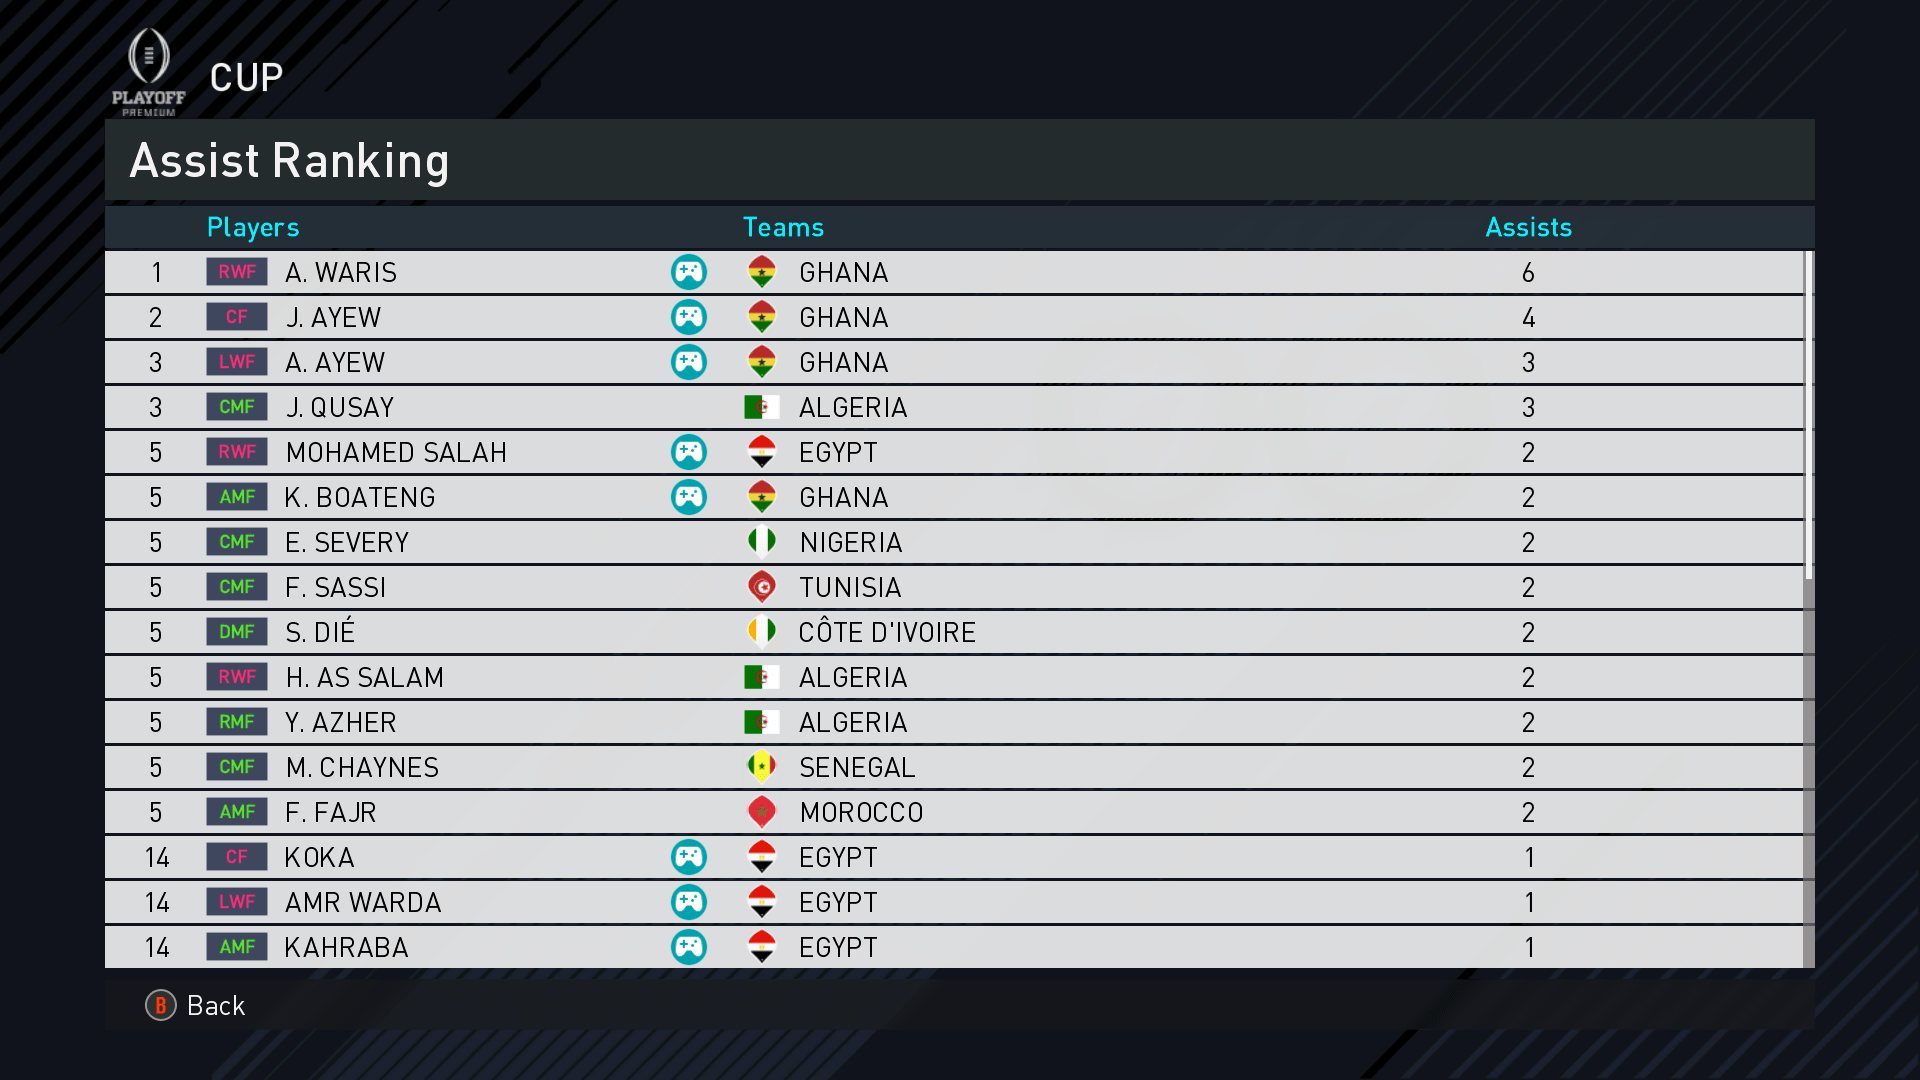 PLAYOFF
PREMIUM
CUP
Assist Ranking
Players Teams Assists
1 RWF A. WARIS GHANA 6
2 CF J. AYEW GHANA 4
3 LWF A. AYEW GHANA 3
3 CMF J. QUSAY ALGERIA 3
5 RWF MOHAMED SALAH EGYPT 2
5 AMF K. BOATENG GHANA 2
5 CMF E. SEVERY NIGERIA 2
5 CMF F. SASSI TUNISIA 2
5 DMF S. DIÉ CÔTE D'IVOIRE 2
5 RWF H. AS SALAM ALGERIA 2
5 RMF Y. AZHER ALGERIA 2
5 CMF M. CHAYNES SENEGAL 2
5 AMF F. FAJR MOROCCO 2
14 CF KOKA EGYPT 1
14 LWF AMR WARDA EGYPT 1
14 AMF KAHRABA EGYPT 1
B Back